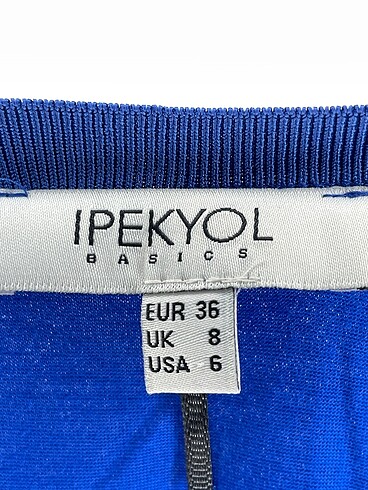 IPEKYOL
BASICS
EUR 36
UK 8
USA 6